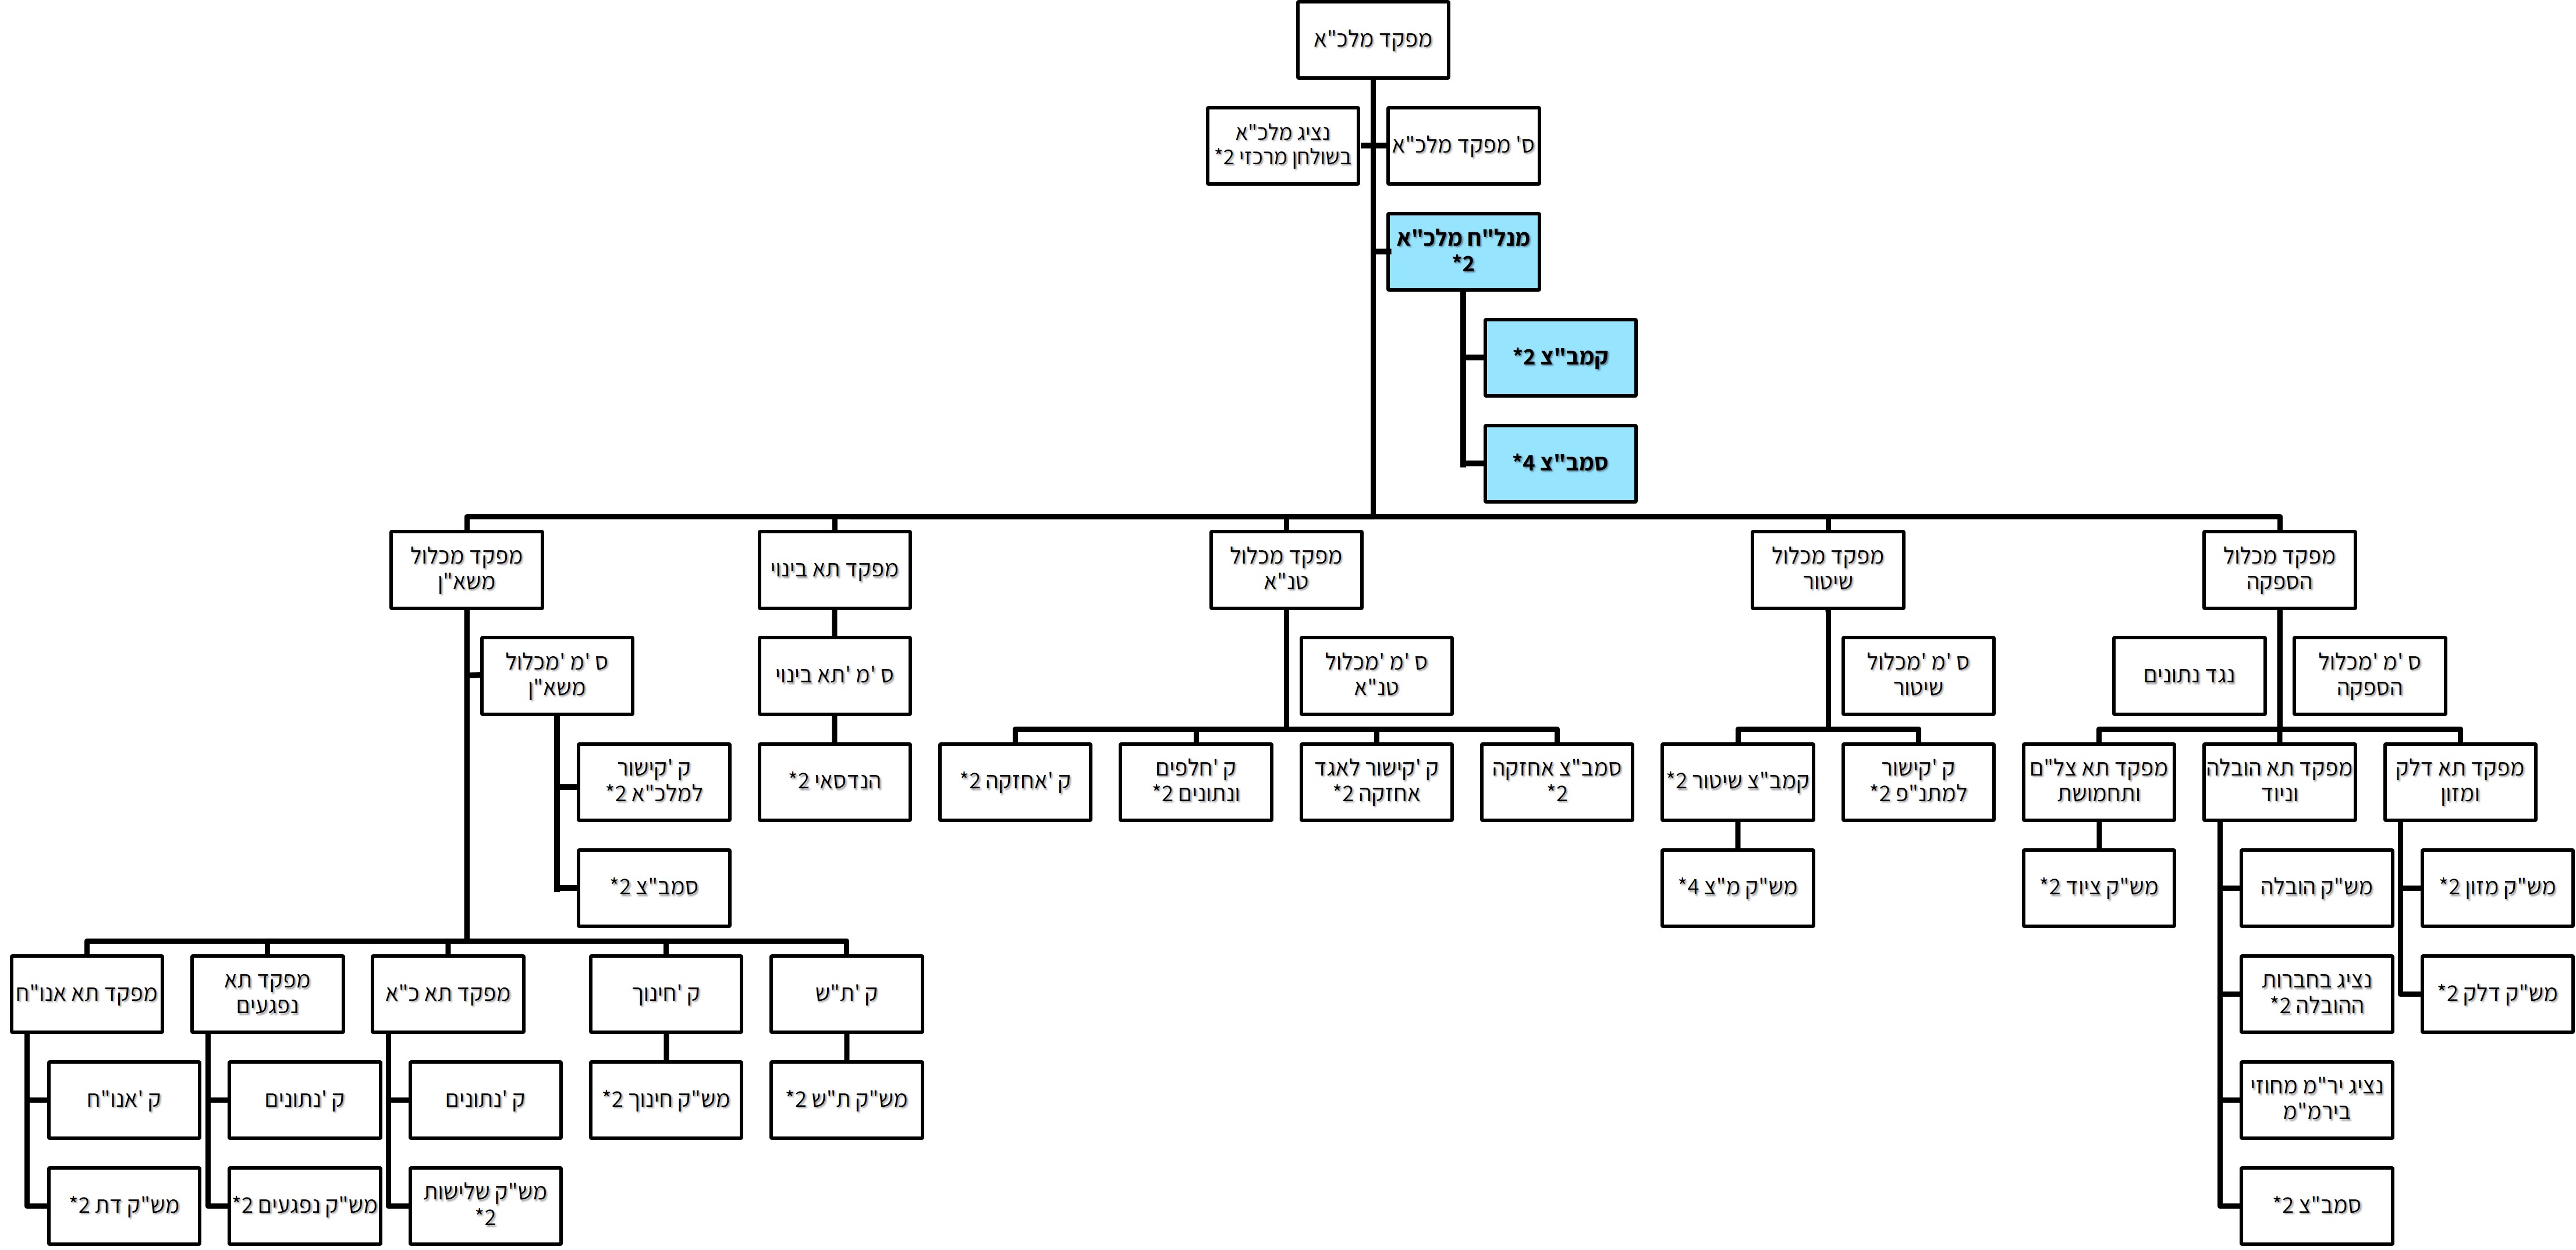 מפקד מלכ"א
ס' מפקד מלכ"א
נציג מלכ"א
בשולחן מרכזי 2*
מנל"ח מלכ"א
2*
קמב"צ 2*
סמב"צ 4*
מפקד מכלול
הספקה
מפקד מכלול
שיטור
מפקד מכלול
טנ"א
מפקד תא בינוי
מפקד מכלול
משא"ן
ס 'מ 'מכלול
הספקה
נגד נתונים
ס 'מ 'מכלול
שיטור
ס 'מ 'מכלול
טנ"א
ס 'מ 'תא בינוי
ס 'מ 'מכלול
משא"ן
מפקד תא דלק
ומזון
מפקד תא הובלה
וניוד
מפקד תא צל"ם
ותחמושת
ק 'קישור
למתנ"פ 2*
קמב"צ שיטור 2*
סמב"צ אחזקה
2*
ק 'קישור לאגד
אחזקה 2*
ק 'חלפים
ונתונים 2*
ק 'אחזקה 2*
הנדסאי 2*
ק 'קישור
למלכ"א 2*
מש"ק מזון 2*
מש"ק הובלה
מש"ק ציוד 2*
מש"ק מ"צ 4*
סמב"צ 2*
מש"ק דלק 2*
נציג בחברות
ההובלה 2*
ק 'ת"ש
ק 'חינוך
מפקד תא כ"א
מפקד תא
נפגעים
מפקד תא אנו"ח
נציג יר"מ מחוזי
בירמ"מ
מש"ק ת"ש 2*
מש"ק חינוך 2*
ק 'נתונים
ק 'נתונים
ק 'אנו"ח
סמב"צ 2*
מש"ק שלישות
2*
מש"ק נפגעים 2*
מש"ק דת 2*